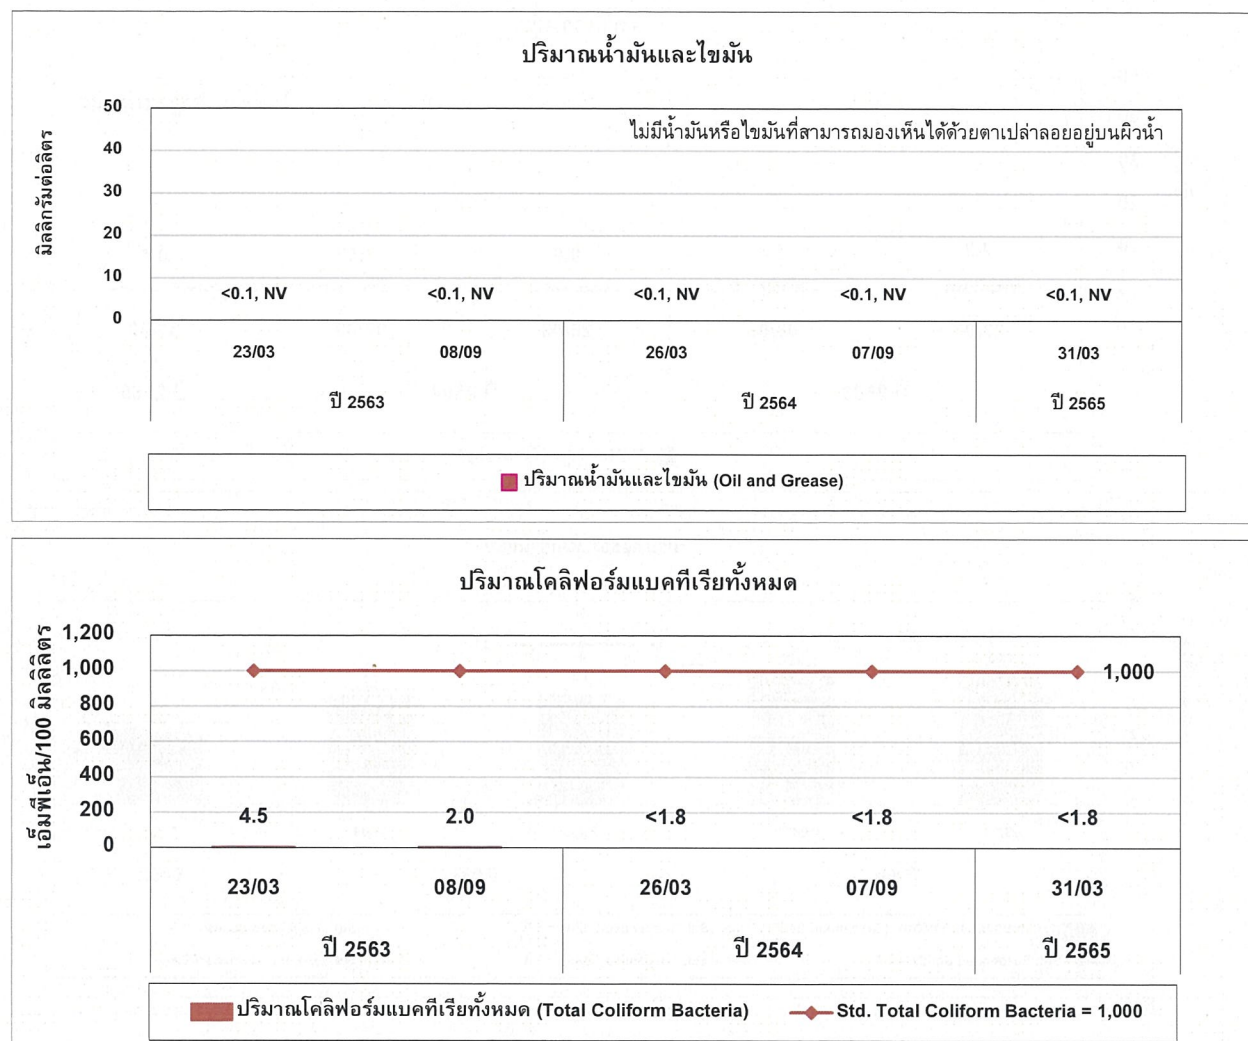 ปริมาณน้ำมันและไขมัน
มิลลิกรัมต่อลิตร
50
ไม่มีน้ำมันหรือไขมันที่สามารถมองเห็นได้ด้วยตาเปล่าลอยอยู่บนผิวน้ำ
40
30
20
10
<0.1, NV <0.1, NV <0.1, NV <0.1, NV <0.1, NV
0
23/03 08/09 26/03 07/09 31/03
ปี 2563 ปี 2564 ปี 2565
ปริมาณน้ำมันและไขมัน (Oil and Grease)
ปริมาณโคลิฟอร์มแบคทีเรียทั้งหมด
เอ็มพีเอ็น/100 มิลลิลิตร
1,200
1,000 1,000
800
600
400
200 4.5 2.0 <1.8 <1.8 <1.8
0
23/03 08/09 26/03 07/09 31/03
ปี 2563 ปี 2564 ปี 2565
ปริมาณโคลิฟอร์มแบคทีเรียทั้งหมด (Total Coliform Bacteria) Std. Total Coliform Bacteria = 1,000